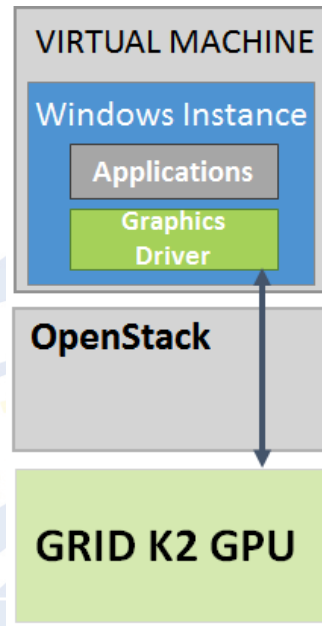 VIRTUAL MACHINE
Windows Instance
Applications
Graphics
Driver
OpenStack
GRID K2 GPU